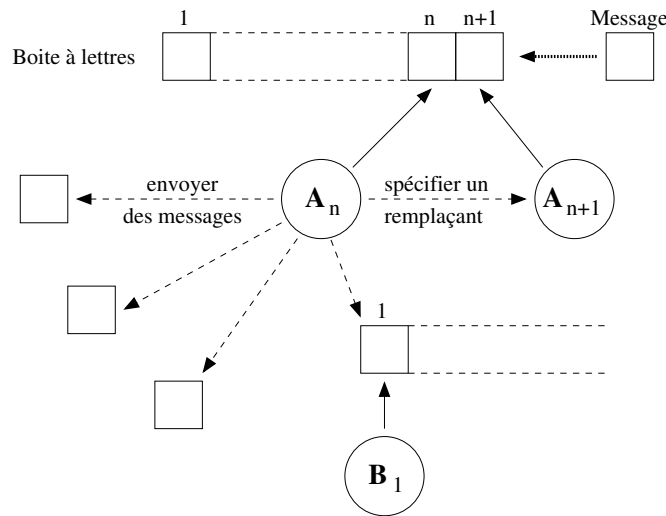 1 n n+1 Message
Boite à lettres
envoyer
des messages
A n
spécifier un
remplaçant
A n+1
1
B 1